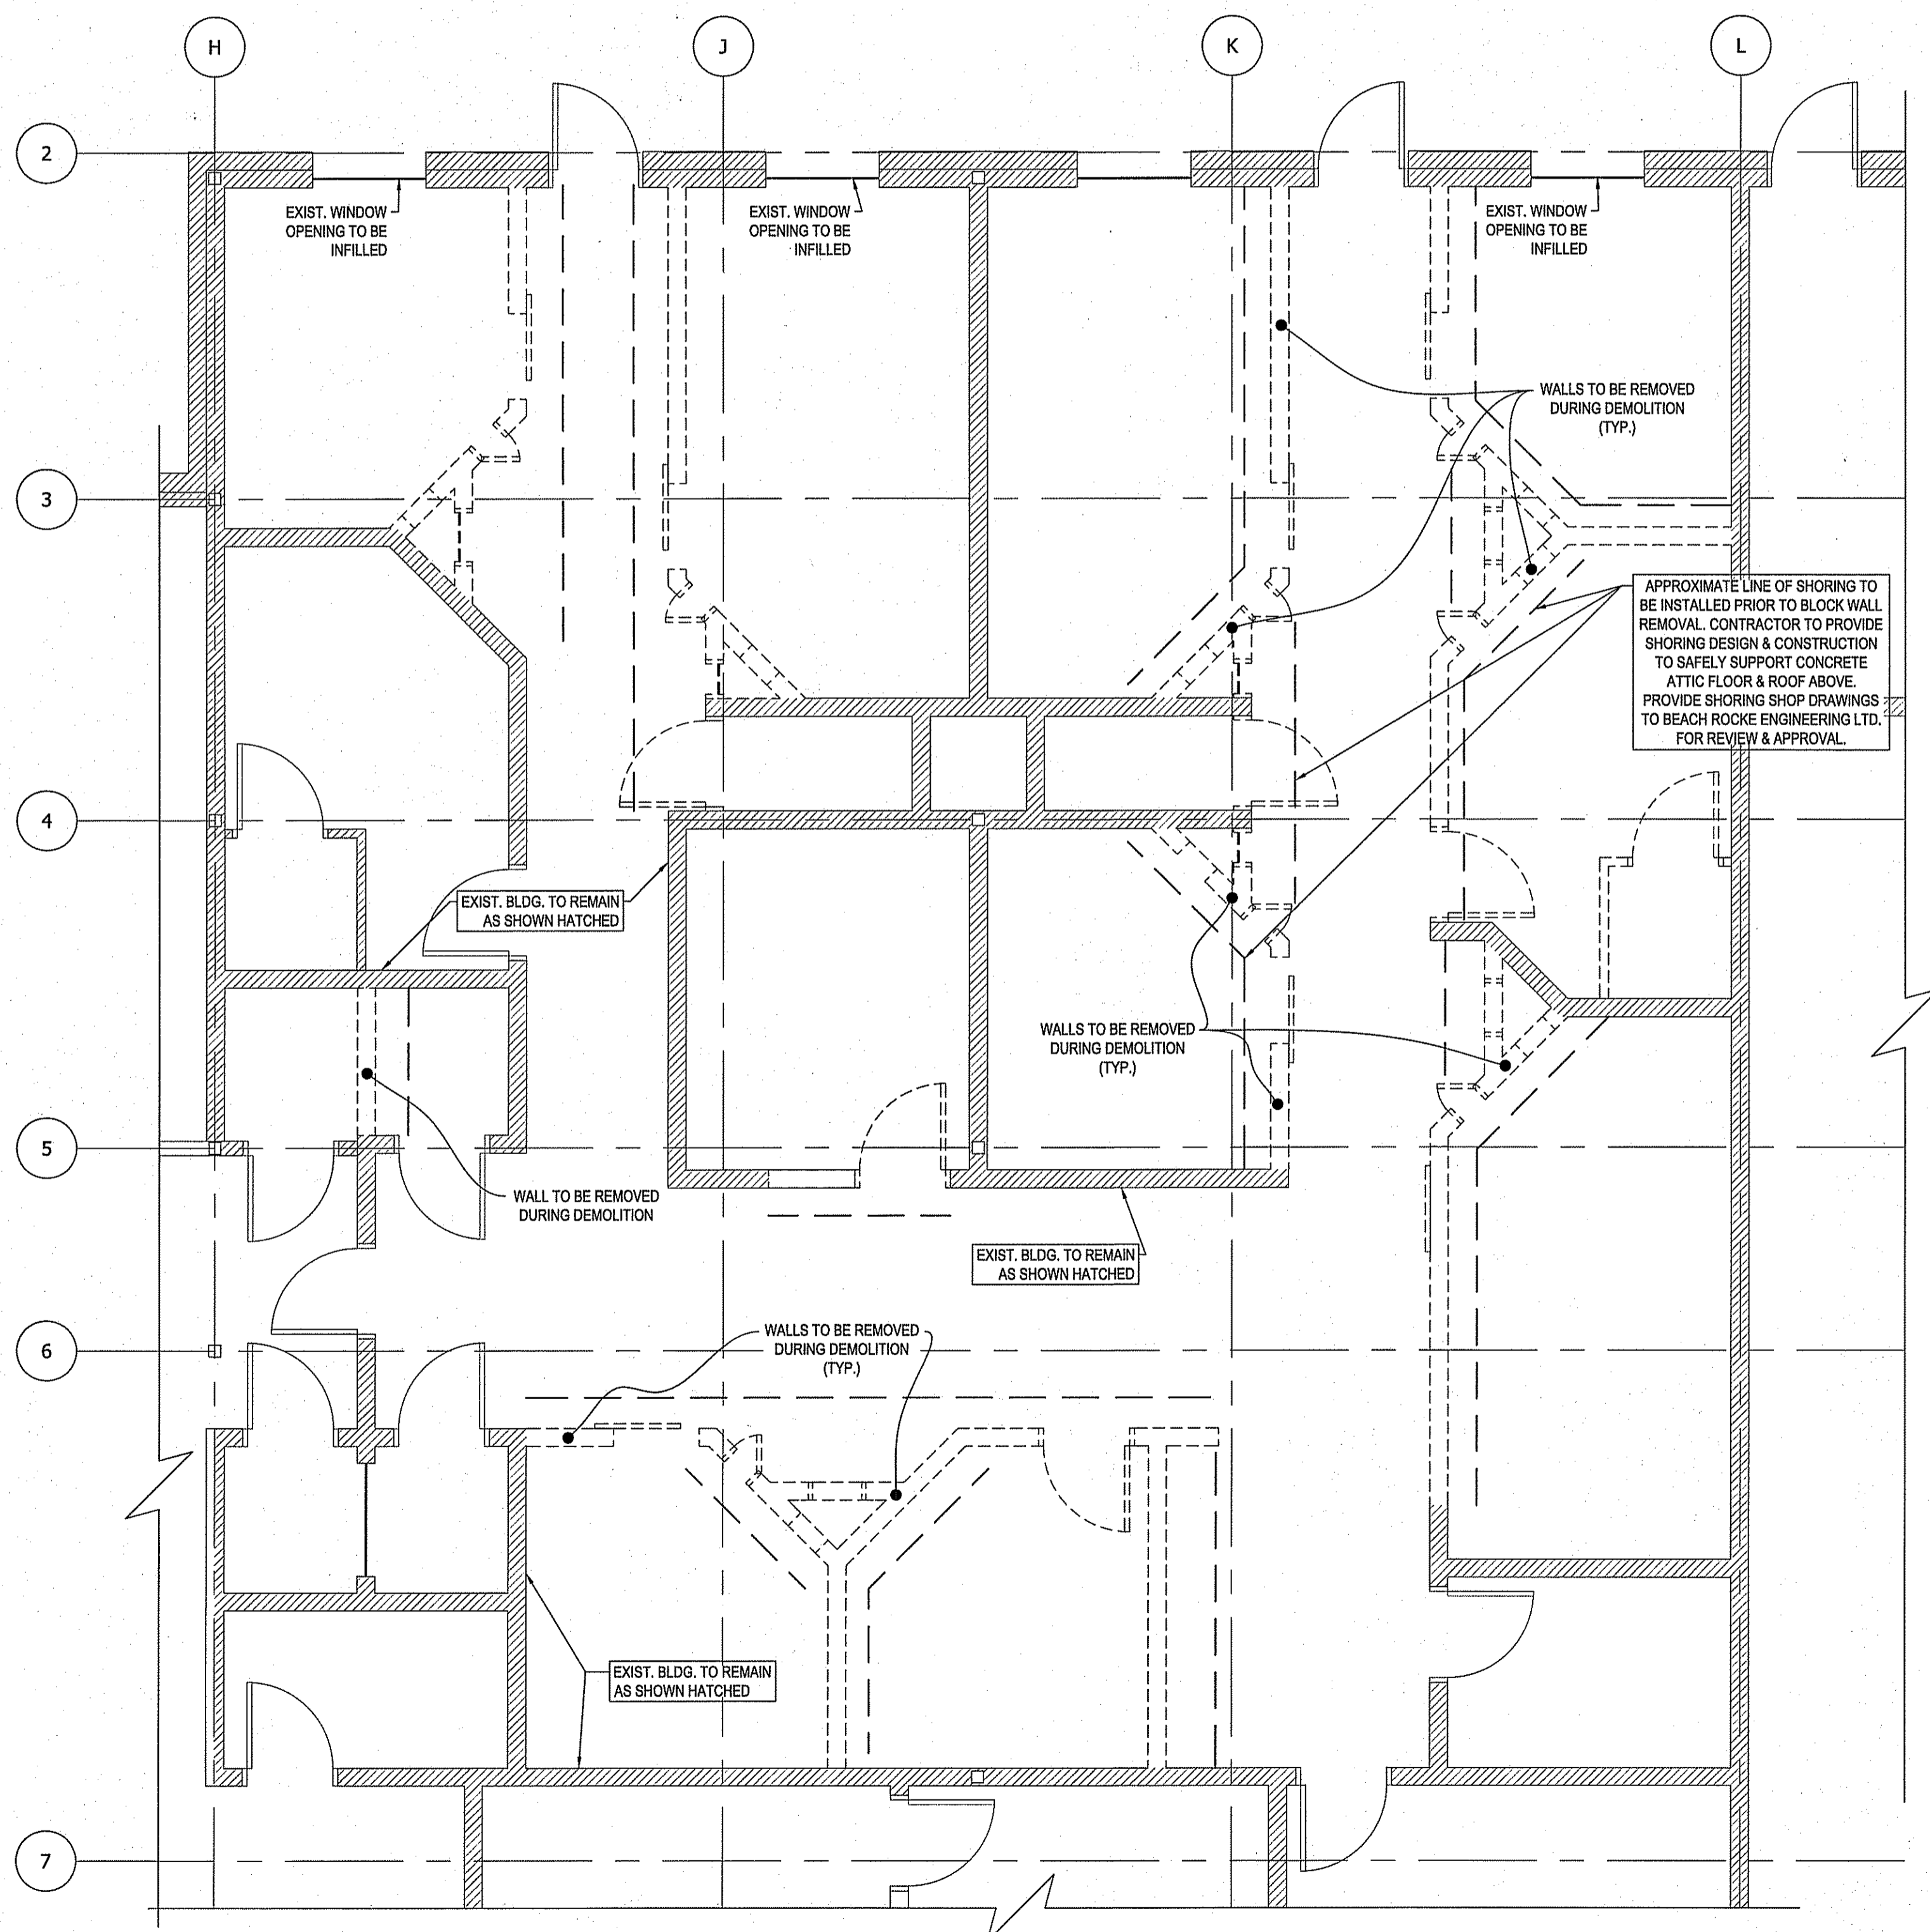 H
J
K
L
2
EXIST. WINDOW
OPENING TO BE
INFILLED
EXIST. WINDOW
OPENING TO BE
INFILLED
EXIST. WINDOW
OPENING TO BE
INFILLED
WALLS TO BE REMOVED
DURING DEMOLITION
(TYP.)
3
APPROXIMATE LINE OF SHORING TO
BE INSTALLED PRIOR TO BLOCK WALL
REMOVAL. CONTRACTOR TO PROVIDE
SHORING DESIGN & CONSTRUCTION
TO SAFELY SUPPORT CONCRETE
ATTIC FLOOR & ROOF ABOVE.
PROVIDE SHORING SHOP DRAWINGS
TO BEACH ROCKE ENGINEERING LTD.
FOR REVIEW & APPROVAL.
4
EXIST. BLDG. TO REMAIN
AS SHOWN HATCHED
WALLS TO BE REMOVED
DURING DEMOLITION
(TYP.)
5
WALL TO BE REMOVED
DURING DEMOLITION
EXIST. BLDG. TO REMAIN
AS SHOWN HATCHED
6
WALLS TO BE REMOVED
DURING DEMOLITION
(TYP.)
EXIST. BLDG. TO REMAIN
AS SHOWN HATCHED
7